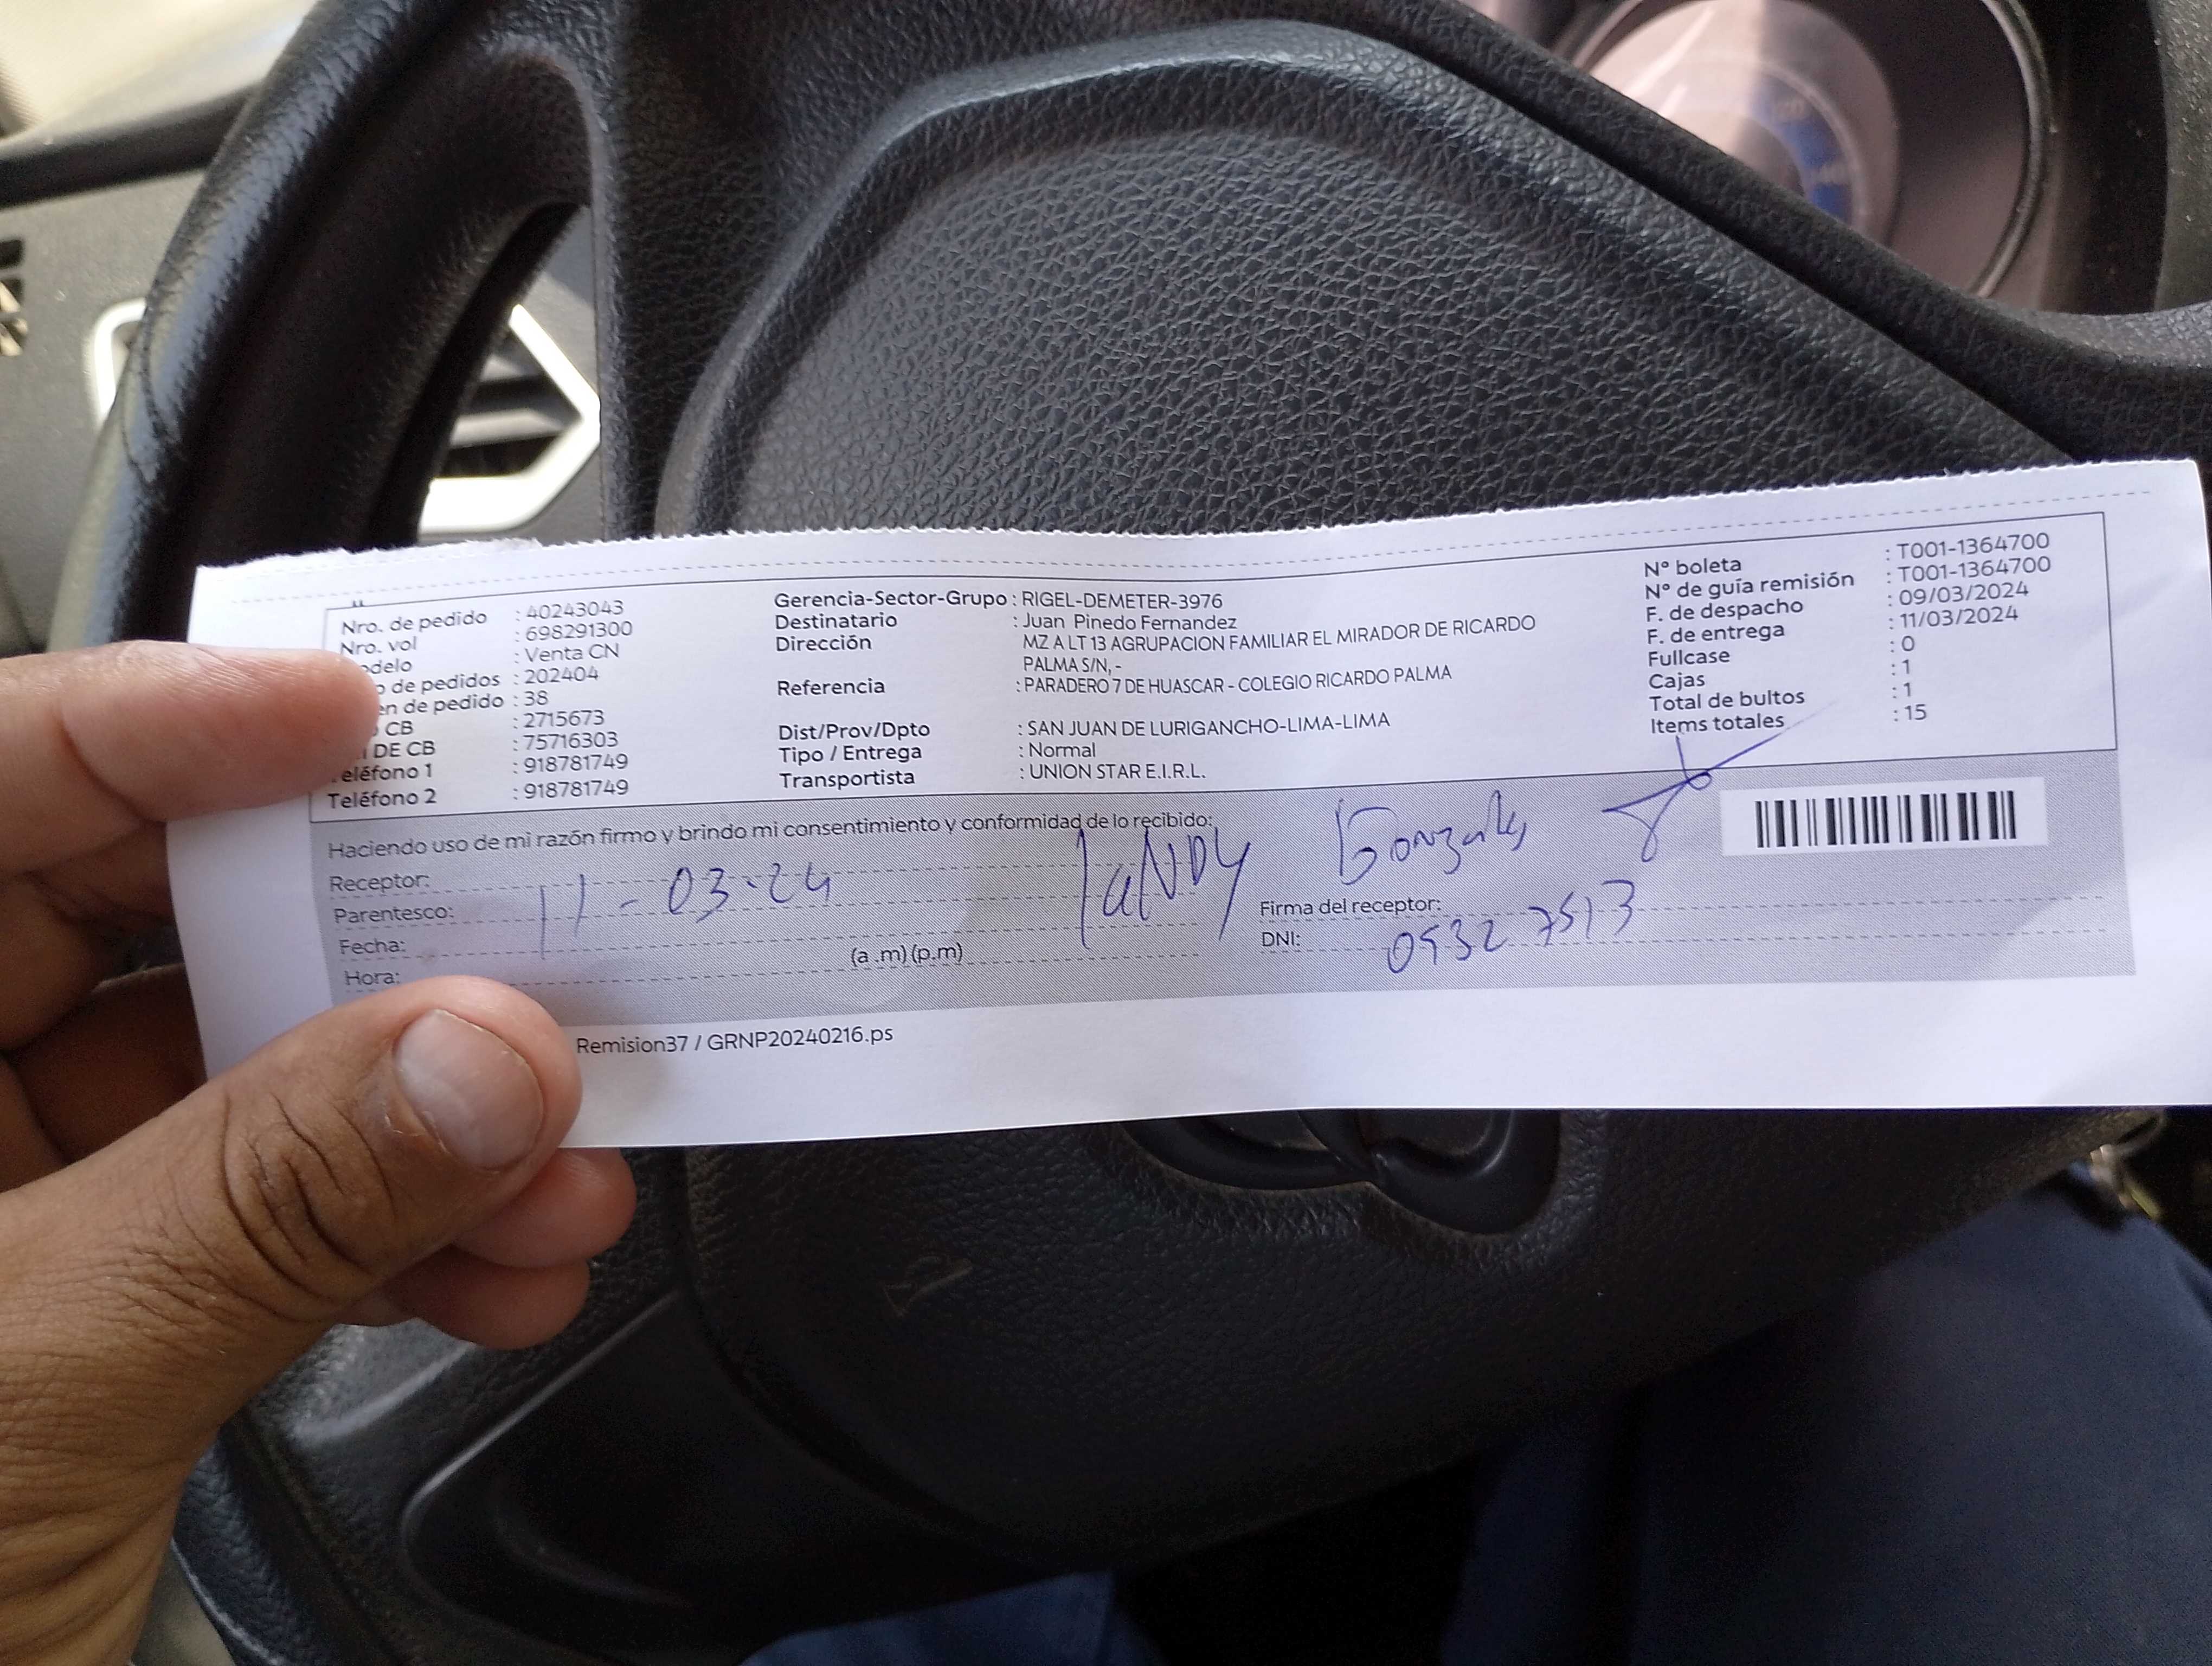 Nro. de pedido : 40243043
Nro. vol : 698291300
odelo : Venta CN
o de pedidos : 202404
en de pedido : 38
CB : 2715673
DE CB : 75716303
Teléfono 1 : 918781749
Teléfono 2 : 918781749
Gerencia-Sector-Grupo : RIGEL-DEMETER-3976
Destinatario : Juan Pinedo Fernandez
Dirección MZ A LT 13 AGRUPACION FAMILIAR EL MIRADOR DE RICARDO
PALMA S/N, -
Referencia : PARADERO 7 DE HUASCAR - COLEGIO RICARDO PALMA
Dist/Prov/Dpto : SAN JUAN DE LURIGANCHO-LIMA-LIMA
Tipo / Entrega : Normal
Transportista : UNION STAR E.I.R.L.
N° boleta : T001-1364700
N° de guía remisión : T001-1364700
F. de despacho : 09/03/2024
F. de entrega : 11/03/2024
Fullcase : 0
Cajas : 1
Total de bultos : 1
Items totales : 15
Haciendo uso de mi razón firmo y brindo mi consentimiento y conformidad de lo recibido:
Receptor:
Parentesco:
Fecha: 11-03-24
Hora: (a .m) (p.m)
Gonzales
Firma del receptor:
DNI:
Remision37 / GRNP20240216.ps